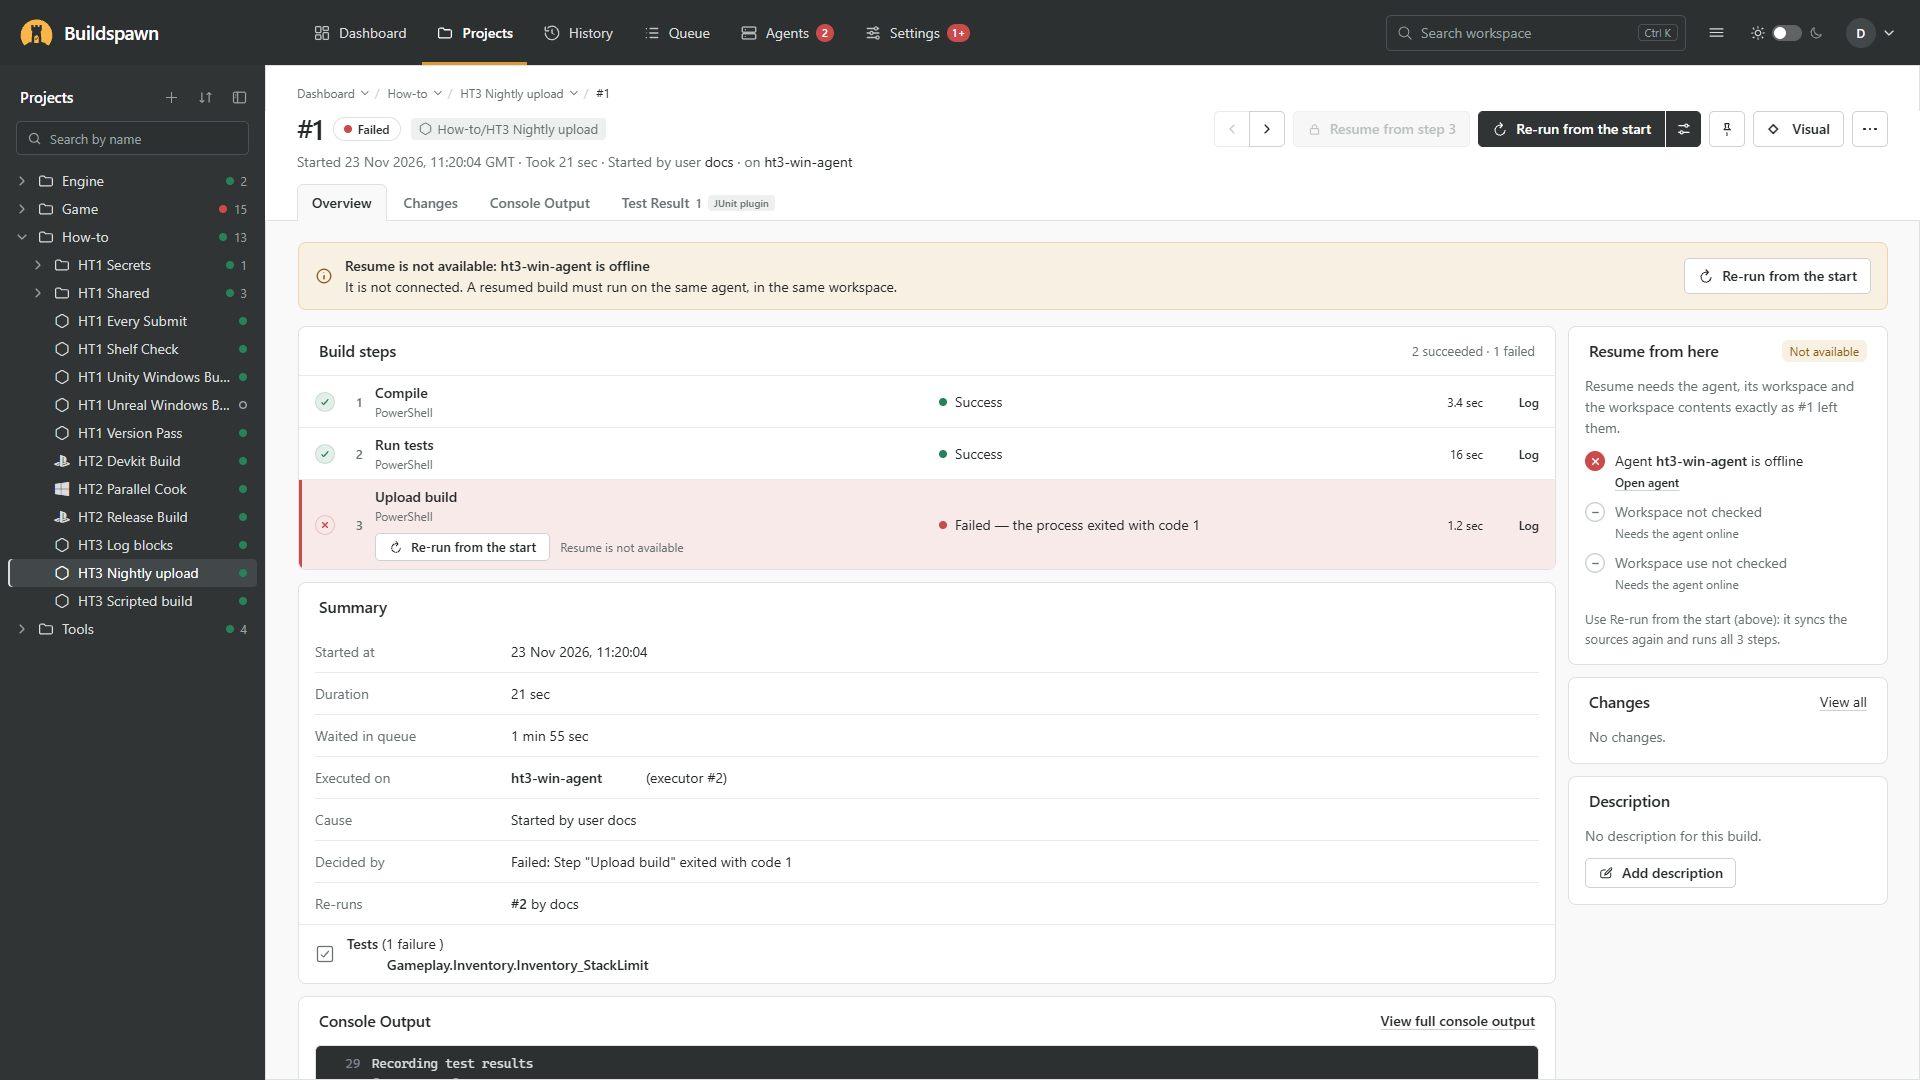 Buildspawn
Dashboard
Projects
History
Queue
Agents 2
Settings 1+
Search workspace Ctrl K
D
Projects
Search by name
Engine 2
Game 15
How-to 13
HT1 Secrets 1
HT1 Shared 3
HT1 Every Submit
HT1 Shelf Check
HT1 Unity Windows Bu...
HT1 Unreal Windows B...
HT1 Version Pass
HT2 Devkit Build
HT2 Parallel Cook
HT2 Release Build
HT3 Log blocks
HT3 Nightly upload
HT3 Scripted build
Tools 4
Dashboard / How-to / HT3 Nightly upload / #1
#1 Failed How-to/HT3 Nightly upload
Resume from step 3
Re-run from the start
Visual
Started 23 Nov 2026, 11:20:04 GMT · Took 21 sec · Started by user docs · on ht3-win-agent
Overview
Changes
Console Output
Test Result 1 JUnit plugin
Resume is not available: ht3-win-agent is offline
It is not connected. A resumed build must run on the same agent, in the same workspace.
Re-run from the start
Build steps 2 succeeded · 1 failed
1 Compile
PowerShell
Success 3.4 sec Log
2 Run tests
PowerShell
Success 16 sec Log
3 Upload build
PowerShell
Failed — the process exited with code 1 1.2 sec Log
Re-run from the start Resume is not available
Summary
Started at 23 Nov 2026, 11:20:04
Duration 21 sec
Waited in queue 1 min 55 sec
Executed on ht3-win-agent (executor #2)
Cause Started by user docs
Decided by Failed: Step "Upload build" exited with code 1
Re-runs #2 by docs
Tests (1 failure )
Gameplay.Inventory.Inventory_StackLimit
Console Output View full console output
29 Recording test results
Resume from here Not available
Resume needs the agent, its workspace and
the workspace contents exactly as #1 left
them.
Agent ht3-win-agent is offline
Open agent
Workspace not checked
Needs the agent online
Workspace use not checked
Needs the agent online
Use Re-run from the start (above): it syncs the
sources again and runs all 3 steps.
Changes View all
No changes.
Description
No description for this build.
Add description